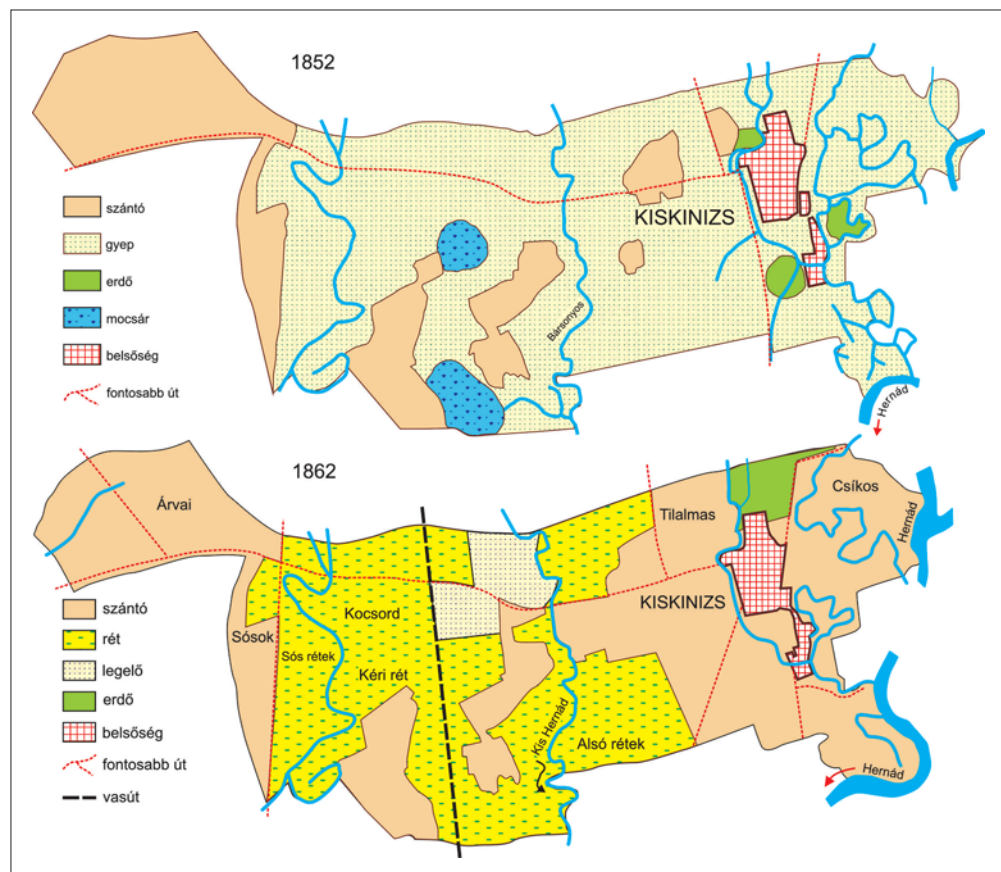 1852
szántó
gyep
erdő
mocsár
belsőség
fontosabb út
KISKINIZS
Bársonyos
Hernád
1862
Árvai
Tilalmas
Csíkos
Hernád
Kocsord
KISKINIZS
Sósok
Sós rétek
Kéri rét
Kis Hernád
Alsó rétek
Hernád
szántó
rét
legelő
erdő
belsőség
fontosabb út
vasút